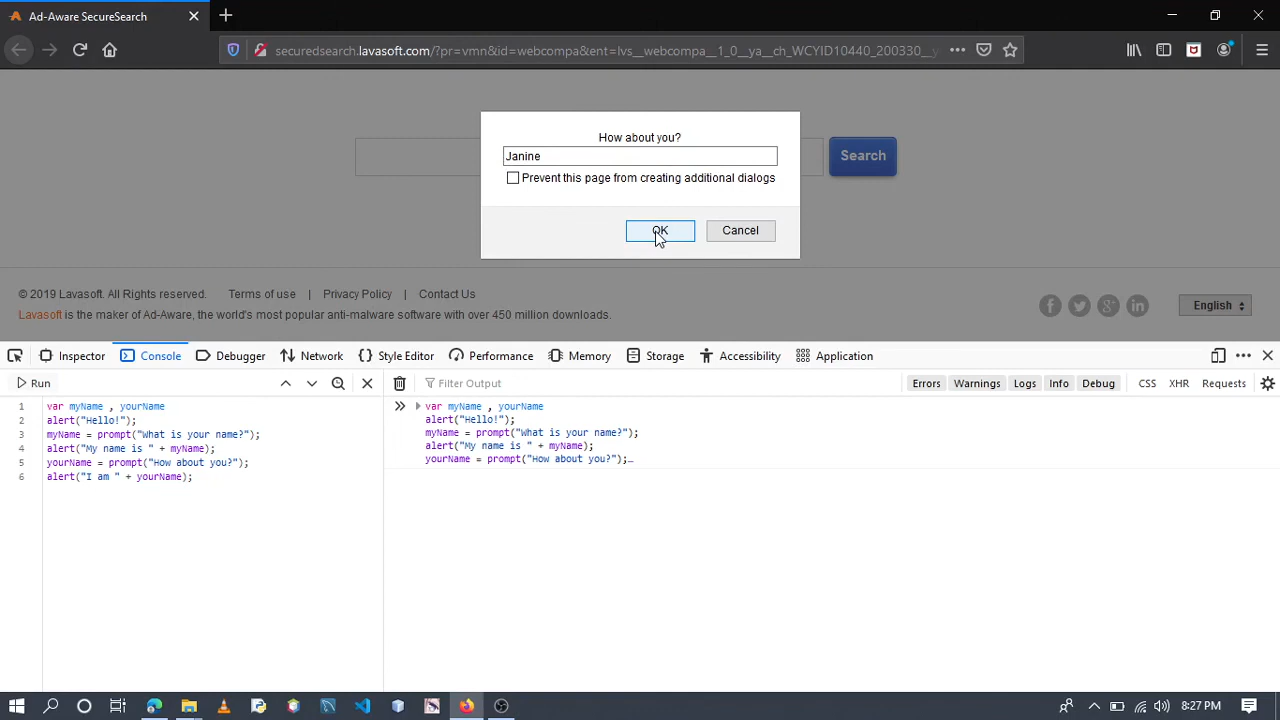 Ad-Aware SecureSearch
securedsearch.lavasoft.com/?pr=vmn&id=webcompa&ent=lvs__webcompa__1_0__ya__ch_WCYID10440_200330__y
How about you?
Janine
Prevent this page from creating additional dialogs
OK Cancel
Search
© 2019 Lavasoft. All Rights reserved. Terms of use | Privacy Policy | Contact Us
Lavasoft is the maker of Ad-Aware, the world's most popular anti-malware software with over 450 million downloads.
English
Inspector Console Debugger Network Style Editor Performance Memory Storage Accessibility Application
Run Filter Output Errors Warnings Logs Info Debug CSS XHR Requests
1 var myName , yourName
2 alert("Hello!");
3 myName = prompt("What is your name?");
4 alert("My name is " + myName);
5 yourName = prompt("How about you?");
6 alert("I am " + yourName);
var myName , yourName
alert("Hello!");
myName = prompt("What is your name?");
alert("My name is " + myName);
yourName = prompt("How about you?");…
8:27 PM